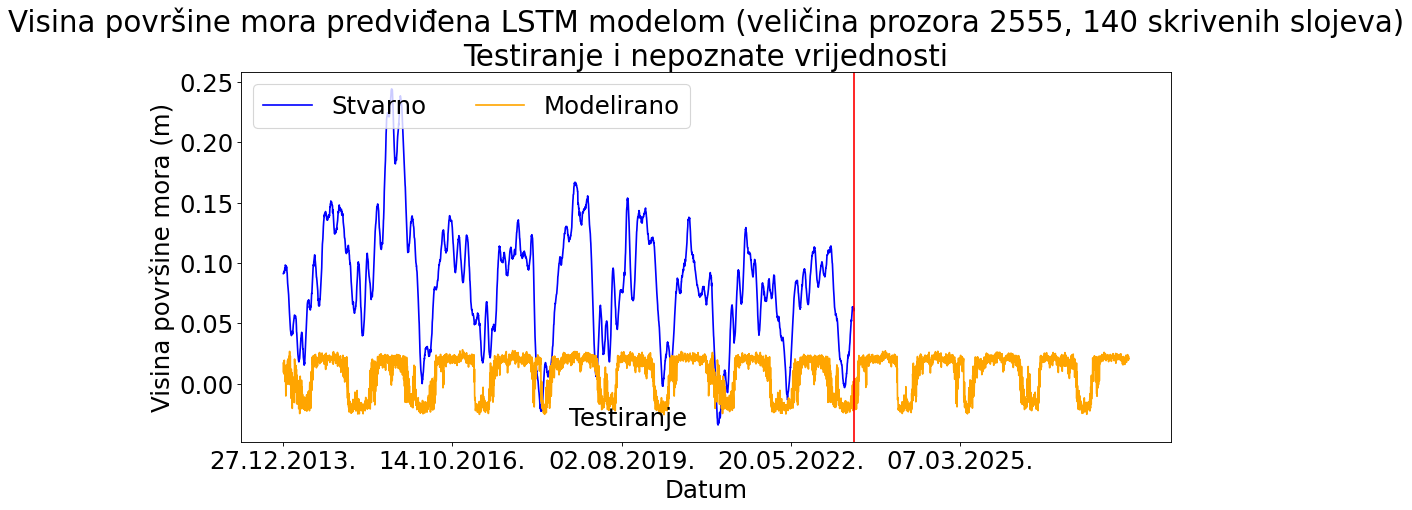 Visina površine mora predviđena LSTM modelom (veličina prozora 2555, 140 skrivenih slojeva)
Testiranje i nepoznate vrijednosti
Stvarno
Modelirano
Visina površine mora (m)
0.25
0.20
0.15
0.10
0.05
0.00
Testiranje
27.12.2013.
14.10.2016.
02.08.2019.
20.05.2022.
07.03.2025.
Datum